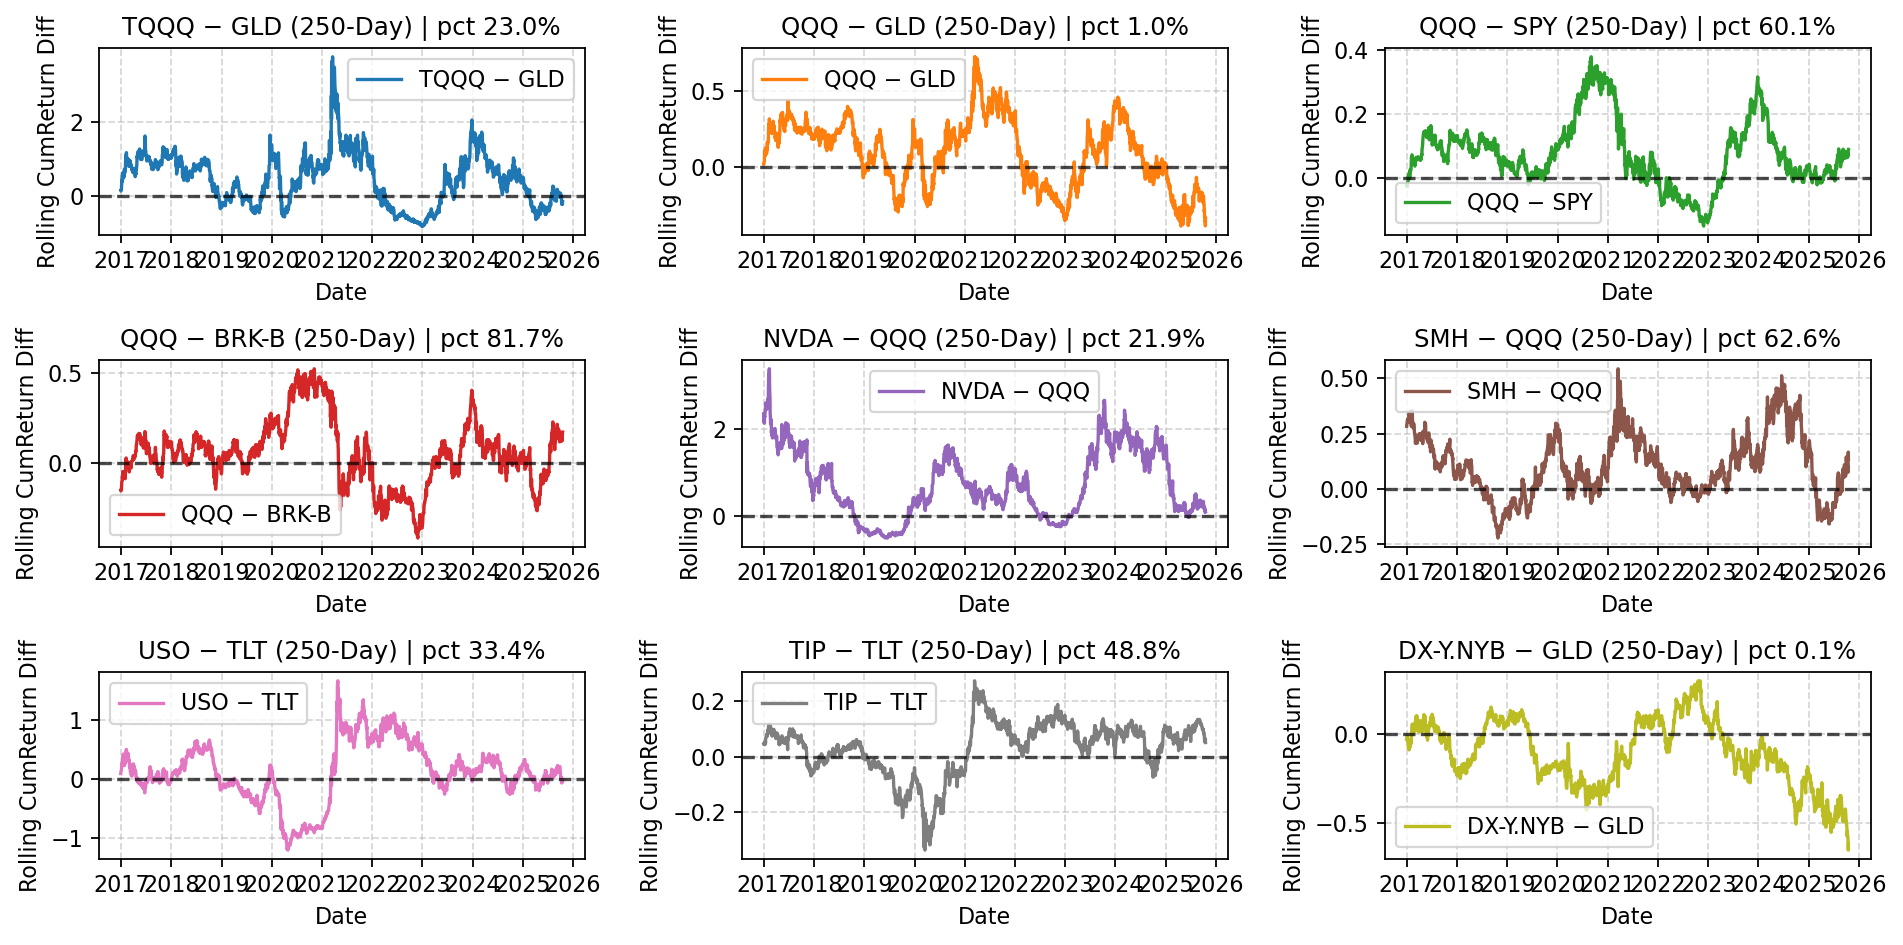 TQQQ − GLD (250-Day) | pct 23.0%
Rolling CumReturn Diff
2
0
TQQQ − GLD
2017 2018 2019 2020 2021 2022 2023 2024 2025 2026
Date
QQQ − GLD (250-Day) | pct 1.0%
Rolling CumReturn Diff
0.5
0.0
QQQ − GLD
2017 2018 2019 2020 2021 2022 2023 2024 2025 2026
Date
QQQ − SPY (250-Day) | pct 60.1%
Rolling CumReturn Diff
0.4
0.2
0.0
QQQ − SPY
2017 2018 2019 2020 2021 2022 2023 2024 2025 2026
Date
QQQ − BRK-B (250-Day) | pct 81.7%
Rolling CumReturn Diff
0.5
0.0
QQQ − BRK-B
2017 2018 2019 2020 2021 2022 2023 2024 2025 2026
Date
NVDA − QQQ (250-Day) | pct 21.9%
Rolling CumReturn Diff
2
0
NVDA − QQQ
2017 2018 2019 2020 2021 2022 2023 2024 2025 2026
Date
SMH − QQQ (250-Day) | pct 62.6%
Rolling CumReturn Diff
0.50
0.25
0.00
−0.25
SMH − QQQ
2017 2018 2019 2020 2021 2022 2023 2024 2025 2026
Date
USO − TLT (250-Day) | pct 33.4%
Rolling CumReturn Diff
1
0
−1
USO − TLT
2017 2018 2019 2020 2021 2022 2023 2024 2025 2026
Date
TIP − TLT (250-Day) | pct 48.8%
Rolling CumReturn Diff
0.2
0.0
−0.2
TIP − TLT
2017 2018 2019 2020 2021 2022 2023 2024 2025 2026
Date
DX-Y.NYB − GLD (250-Day) | pct 0.1%
Rolling CumReturn Diff
0.0
−0.5
DX-Y.NYB − GLD
2017 2018 2019 2020 2021 2022 2023 2024 2025 2026
Date